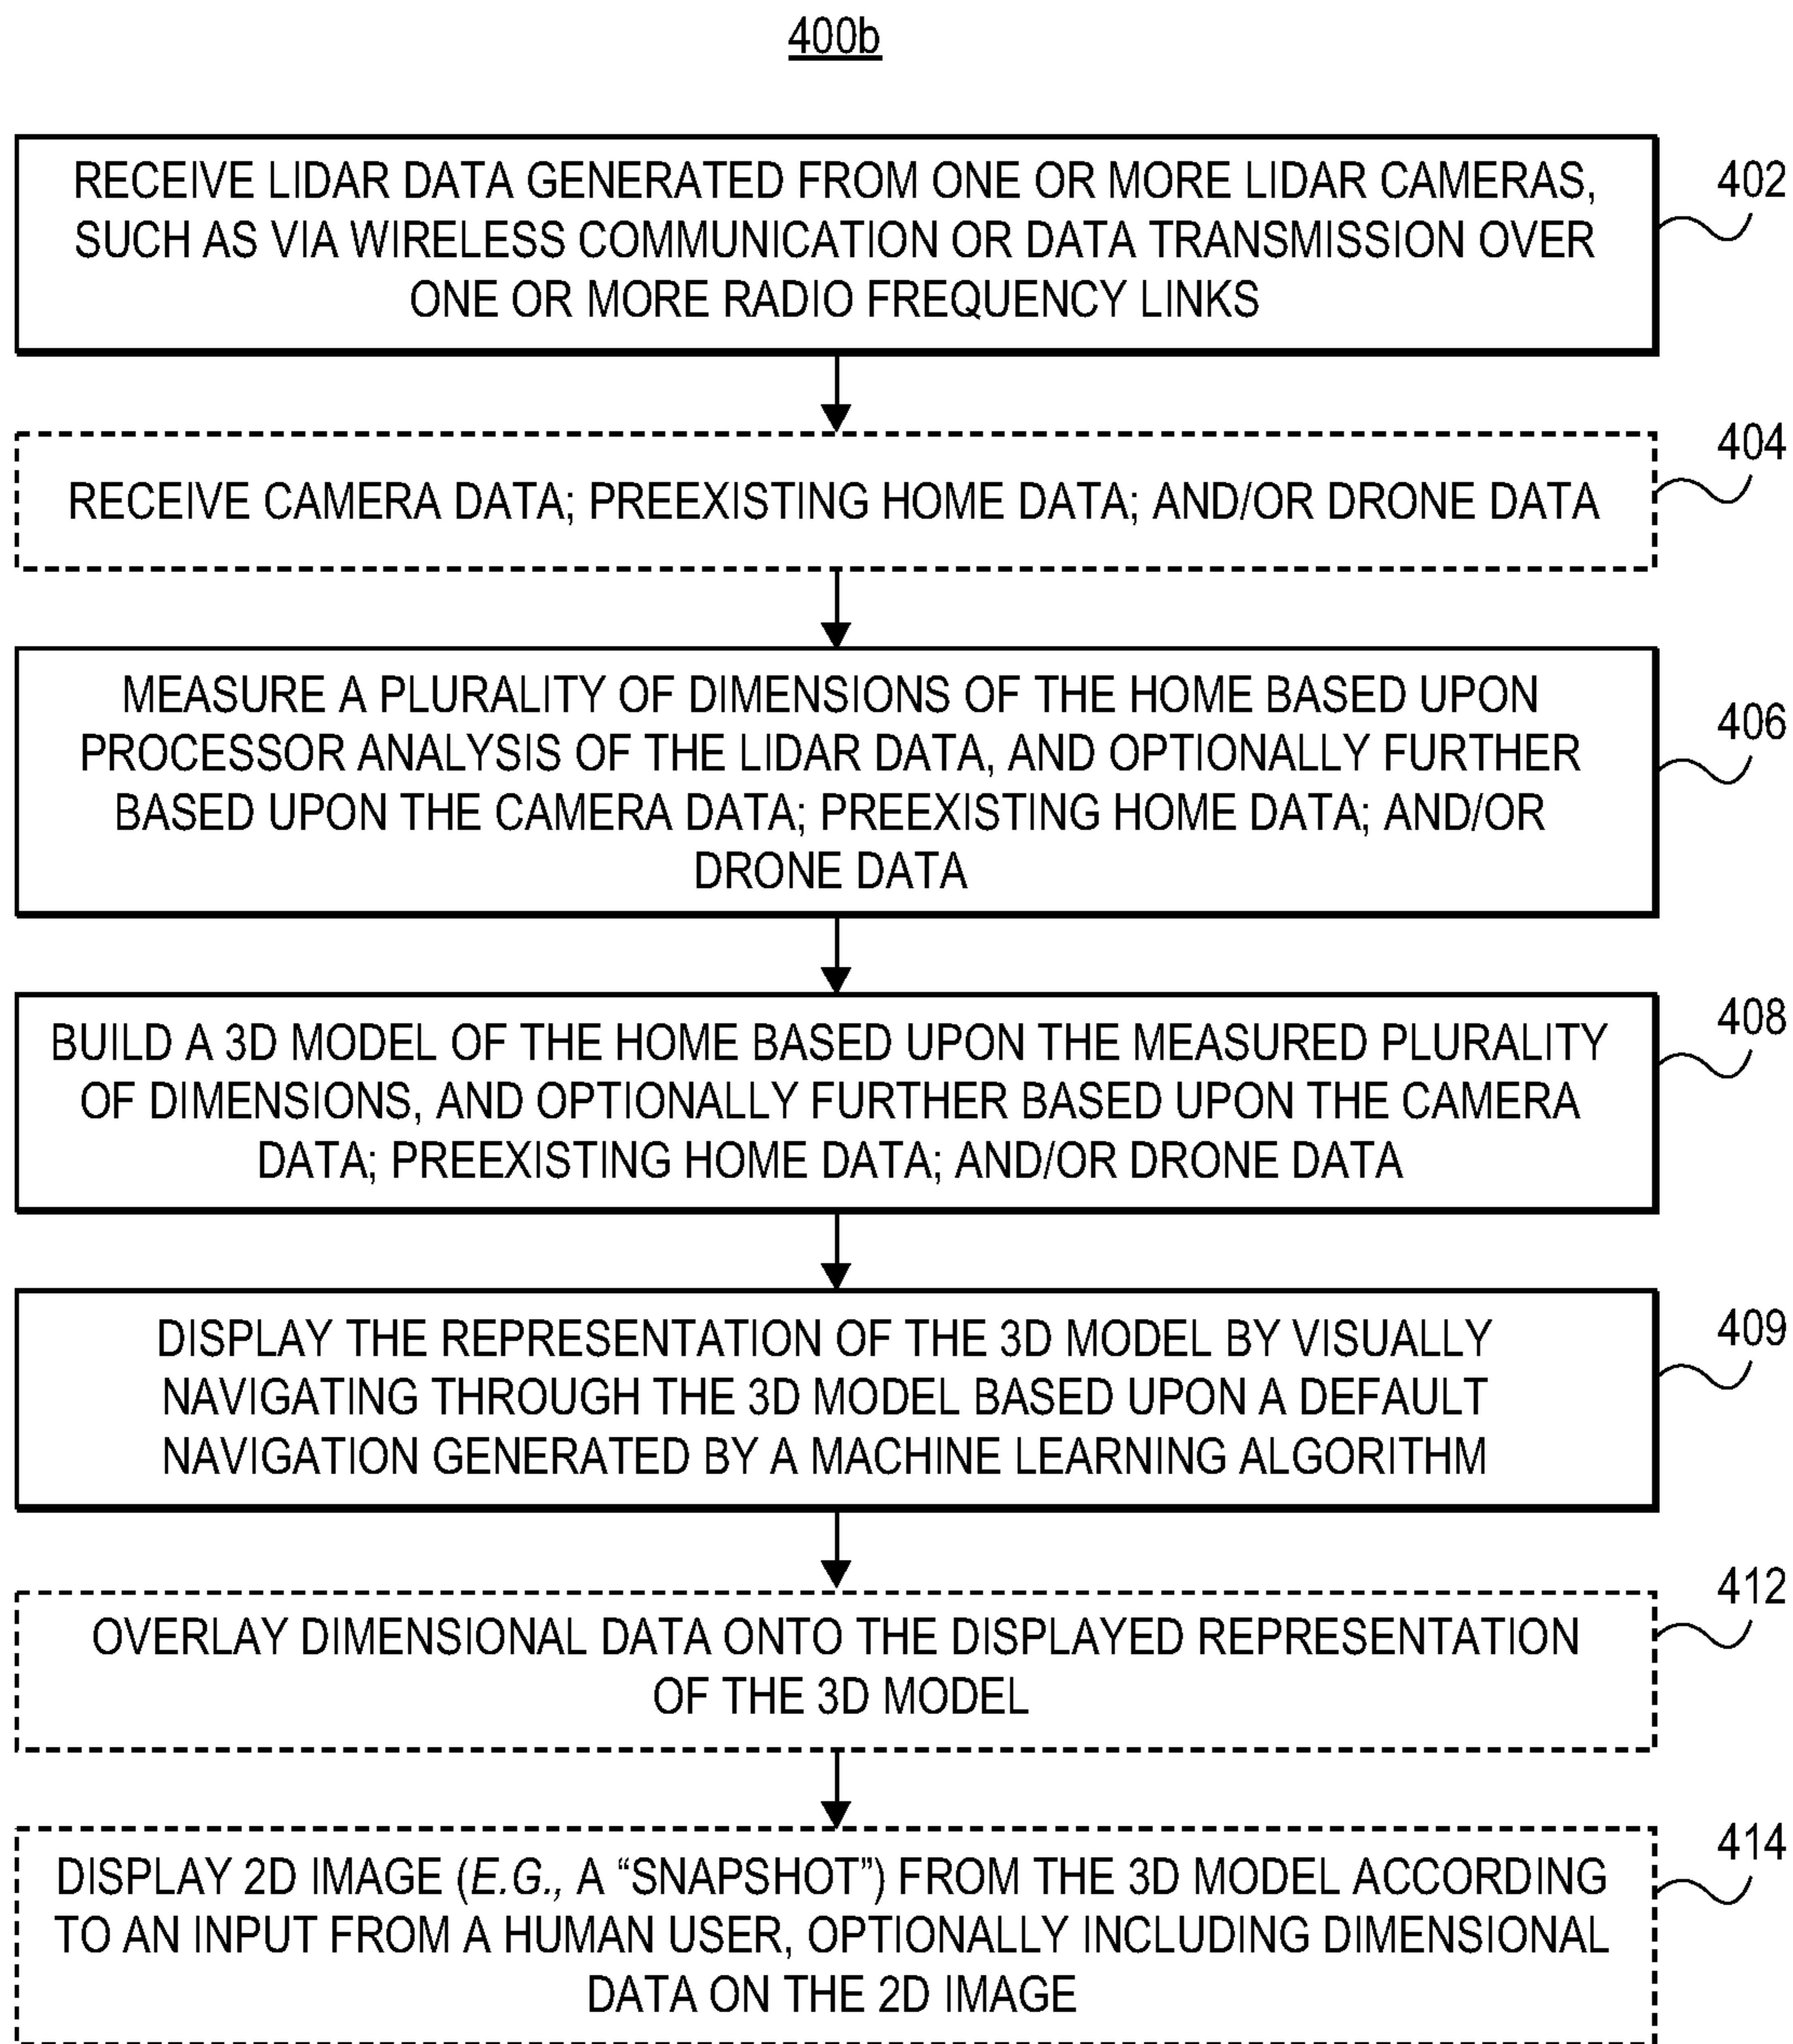 400b
RECEIVE LIDAR DATA GENERATED FROM ONE OR MORE LIDAR CAMERAS,
SUCH AS VIA WIRELESS COMMUNICATION OR DATA TRANSMISSION OVER
ONE OR MORE RADIO FREQUENCY LINKS
402
RECEIVE CAMERA DATA; PREEXISTING HOME DATA; AND/OR DRONE DATA
404
MEASURE A PLURALITY OF DIMENSIONS OF THE HOME BASED UPON
PROCESSOR ANALYSIS OF THE LIDAR DATA, AND OPTIONALLY FURTHER
BASED UPON THE CAMERA DATA; PREEXISTING HOME DATA; AND/OR
DRONE DATA
406
BUILD A 3D MODEL OF THE HOME BASED UPON THE MEASURED PLURALITY
OF DIMENSIONS, AND OPTIONALLY FURTHER BASED UPON THE CAMERA
DATA; PREEXISTING HOME DATA; AND/OR DRONE DATA
408
DISPLAY THE REPRESENTATION OF THE 3D MODEL BY VISUALLY
NAVIGATING THROUGH THE 3D MODEL BASED UPON A DEFAULT
NAVIGATION GENERATED BY A MACHINE LEARNING ALGORITHM
409
OVERLAY DIMENSIONAL DATA ONTO THE DISPLAYED REPRESENTATION
OF THE 3D MODEL
412
DISPLAY 2D IMAGE (E.G., A “SNAPSHOT”) FROM THE 3D MODEL ACCORDING
TO AN INPUT FROM A HUMAN USER, OPTIONALLY INCLUDING DIMENSIONAL
DATA ON THE 2D IMAGE
414